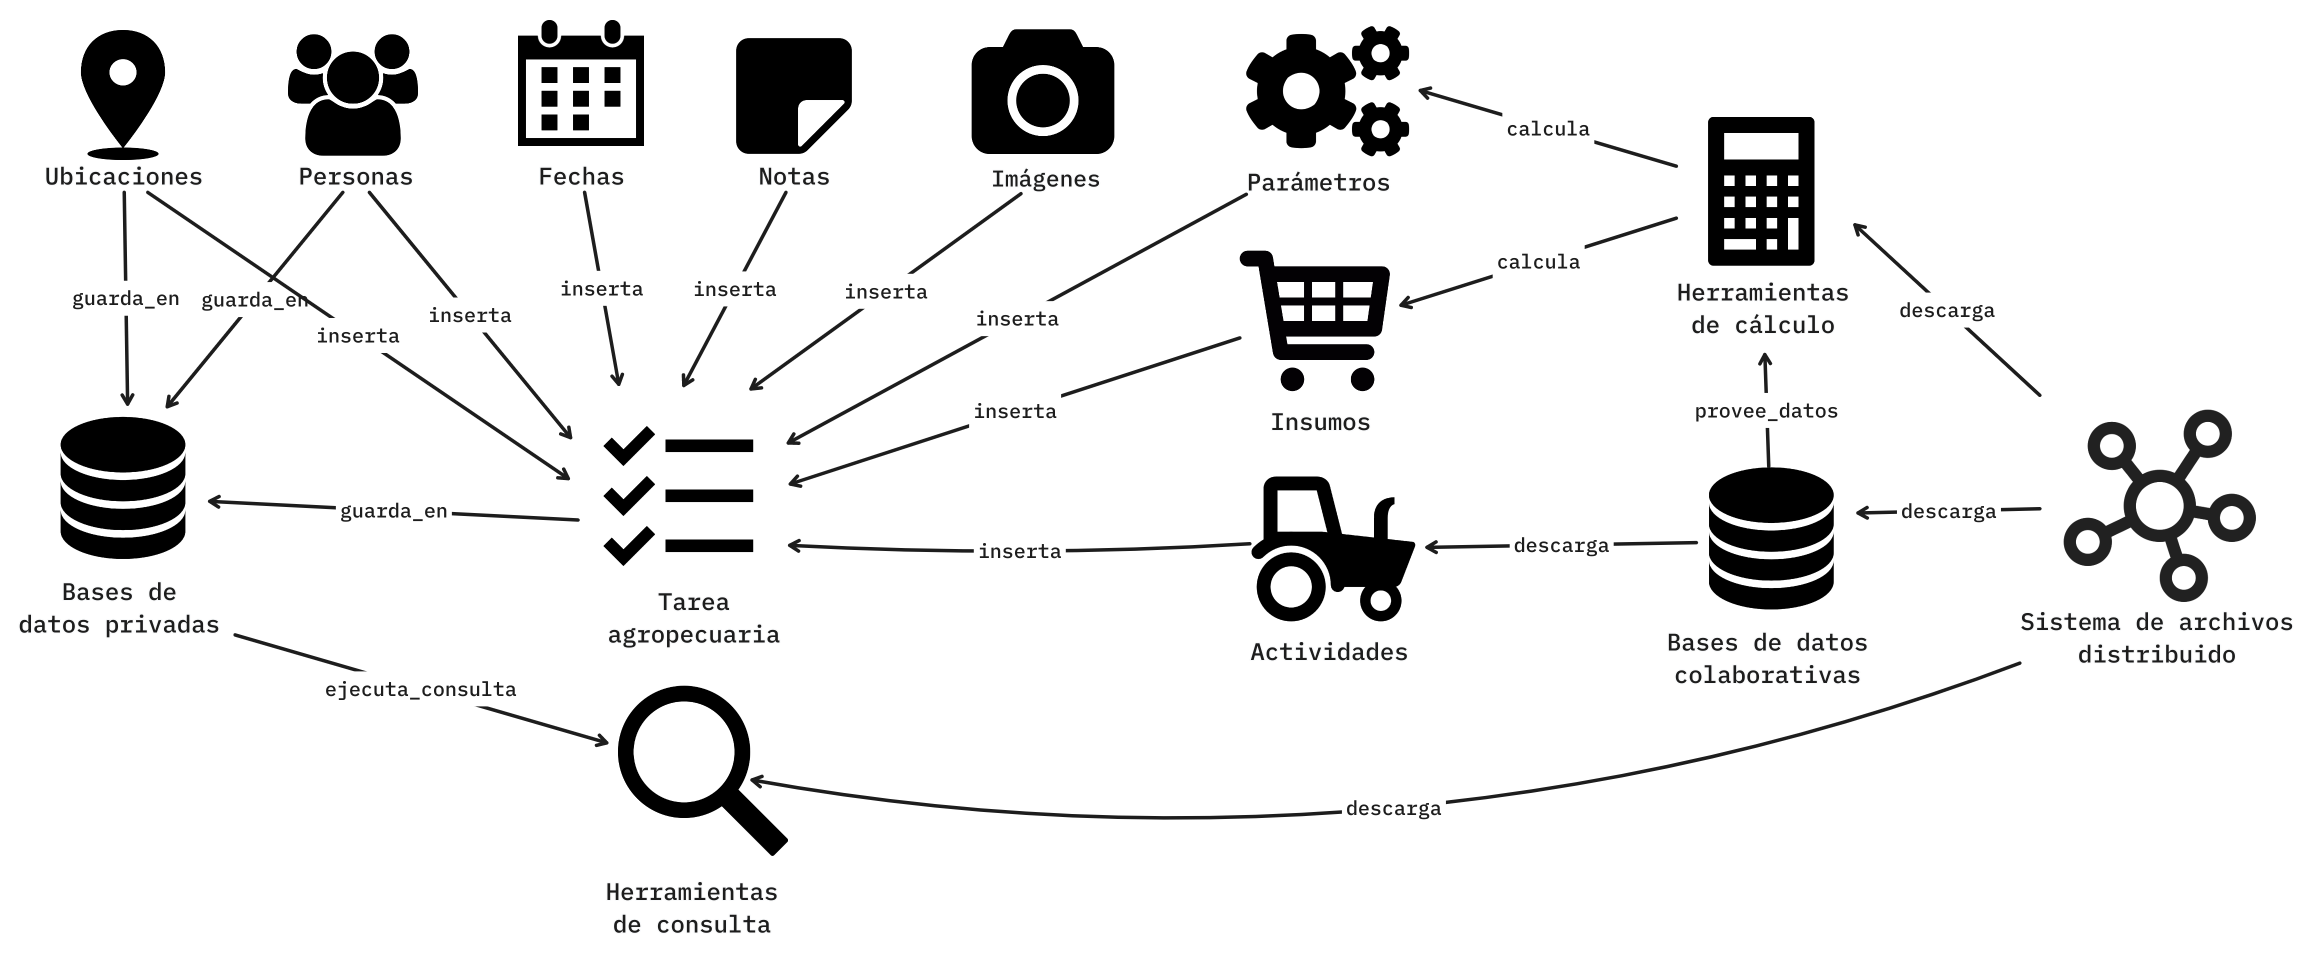 Ubicaciones
Personas
Fechas
Notas
Imágenes
Parámetros
calcula
calcula
Herramientas
de cálculo
descarga
guarda_en
guarda_en
inserta
inserta
inserta
inserta
inserta
inserta
inserta
Insumos
provee_datos
guarda_en
inserta
descarga
descarga
Bases de
datos privadas
Tarea
agropecuaria
Actividades
Bases de datos
colaborativas
Sistema de archivos
distribuido
ejecuta_consulta
descarga
Herramientas
de consulta